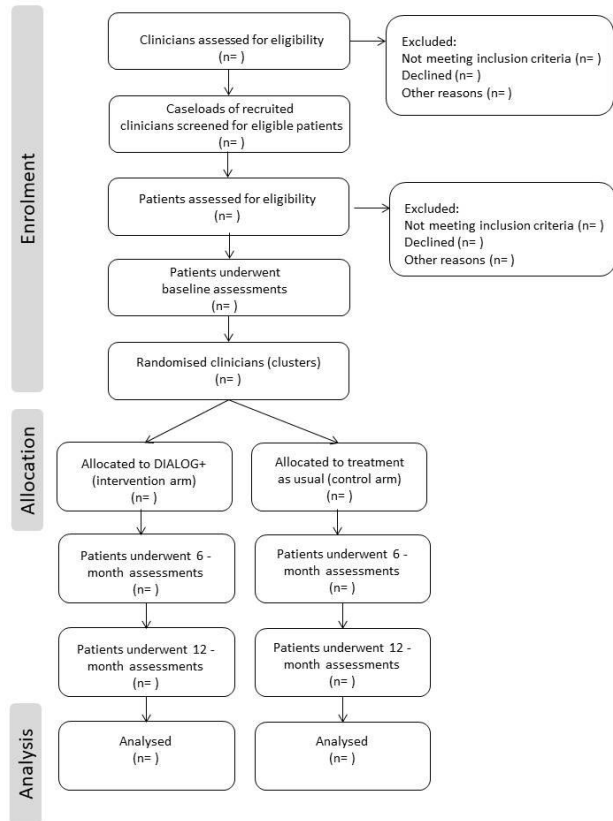 Enrolment
Clinicians assessed for eligibility
(n= )
Excluded:
Not meeting inclusion criteria (n= )
Declined (n= )
Other reasons (n= )
Caseloads of recruited
clinicians screened for eligible patients
(n= )
Patients assessed for eligibility
(n= )
Excluded:
Not meeting inclusion criteria (n= )
Declined (n= )
Other reasons (n= )
Patients underwent
baseline assessments
(n= )
Randomised clinicians (clusters)
(n= )
Allocation
Allocated to DIALOG+
(intervention arm)
(n= )
Allocated to treatment
as usual (control arm)
(n= )
Patients underwent 6 -
month assessments
(n= )
Patients underwent 6 -
month assessments
(n= )
Patients underwent 12 -
month assessments
(n= )
Patients underwent 12 -
month assessments
(n= )
Analysis
Analysed
(n= )
Analysed
(n= )